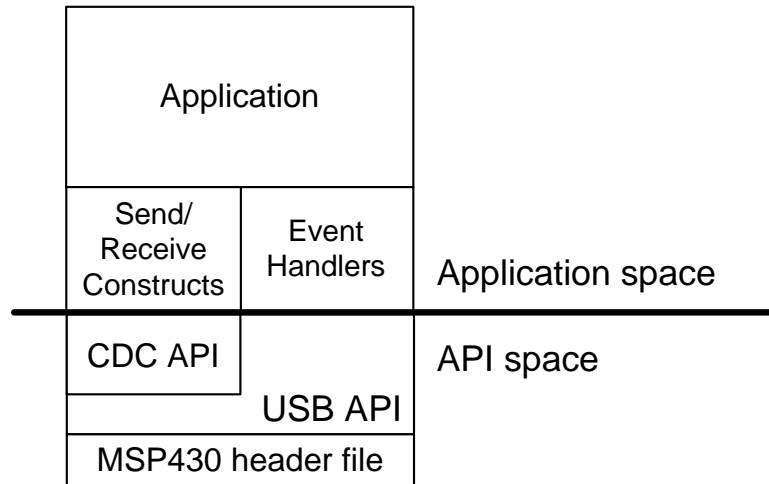 Application
Send/
Receive
Constructs
Event
Handlers
Application space
CDC API
API space
USB API
MSP430 header file